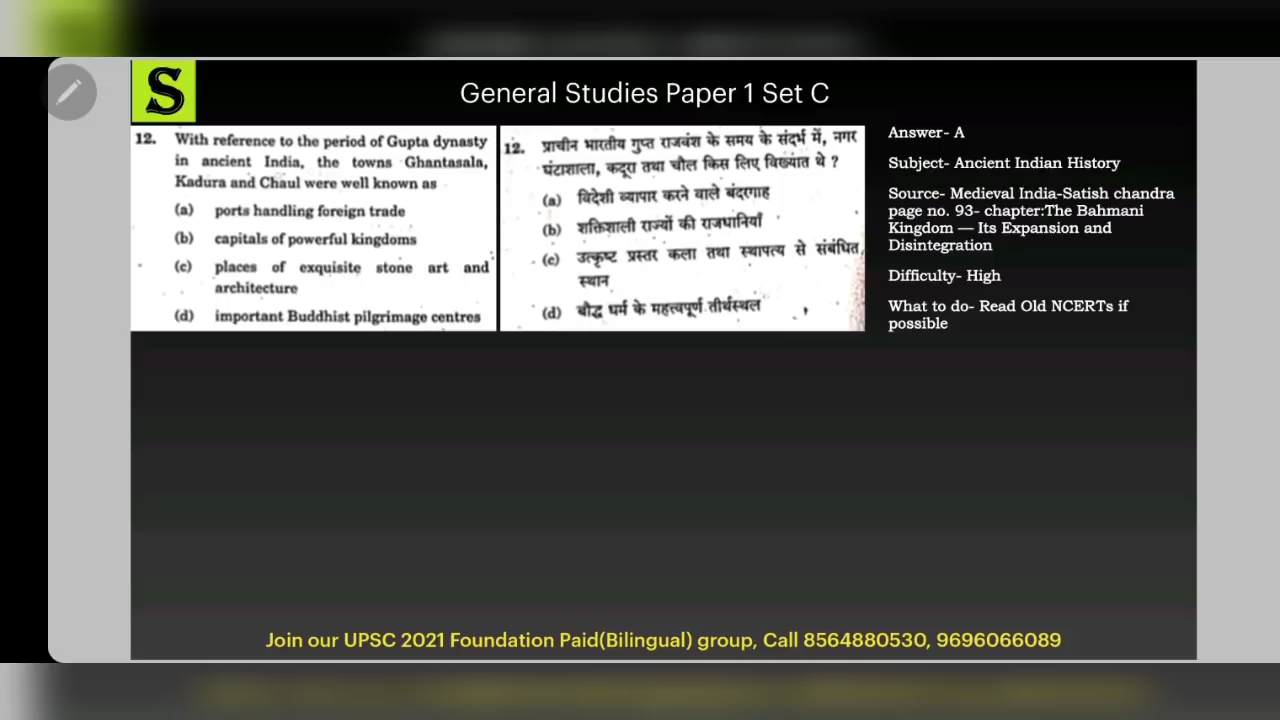 S
General Studies Paper 1 Set C
12. With reference to the period of Gupta dynasty
in ancient India, the towns Ghantasala,
Kadura and Chaul were well known as
(a) ports handling foreign trade
(b) capitals of powerful kingdoms
(c) places of exquisite stone art and
architecture
(d) important Buddhist pilgrimage centres
12. प्राचीन भारतीय गुप्त राजवंश के समय के संदर्भ में, नगर
घंटाशाला, कदूरा तथा चौल किस लिए विख्यात थे ?
(a) विदेशी व्यापार करने वाले बंदरगाह
(b) शक्तिशाली राज्यों की राजधानियाँ
(c) उत्कृष्ट प्रस्तर कला तथा स्थापत्य से संबंधित
स्थान
(d) बौद्ध धर्म के महत्त्वपूर्ण तीर्थस्थल
Answer- A
Subject- Ancient Indian History
Source- Medieval India-Satish chandra
page no. 93- chapter:The Bahmani
Kingdom — Its Expansion and
Disintegration
Difficulty- High
What to do- Read Old NCERTs if
possible
Join our UPSC 2021 Foundation Paid(Bilingual) group, Call 8564880530, 9696066089